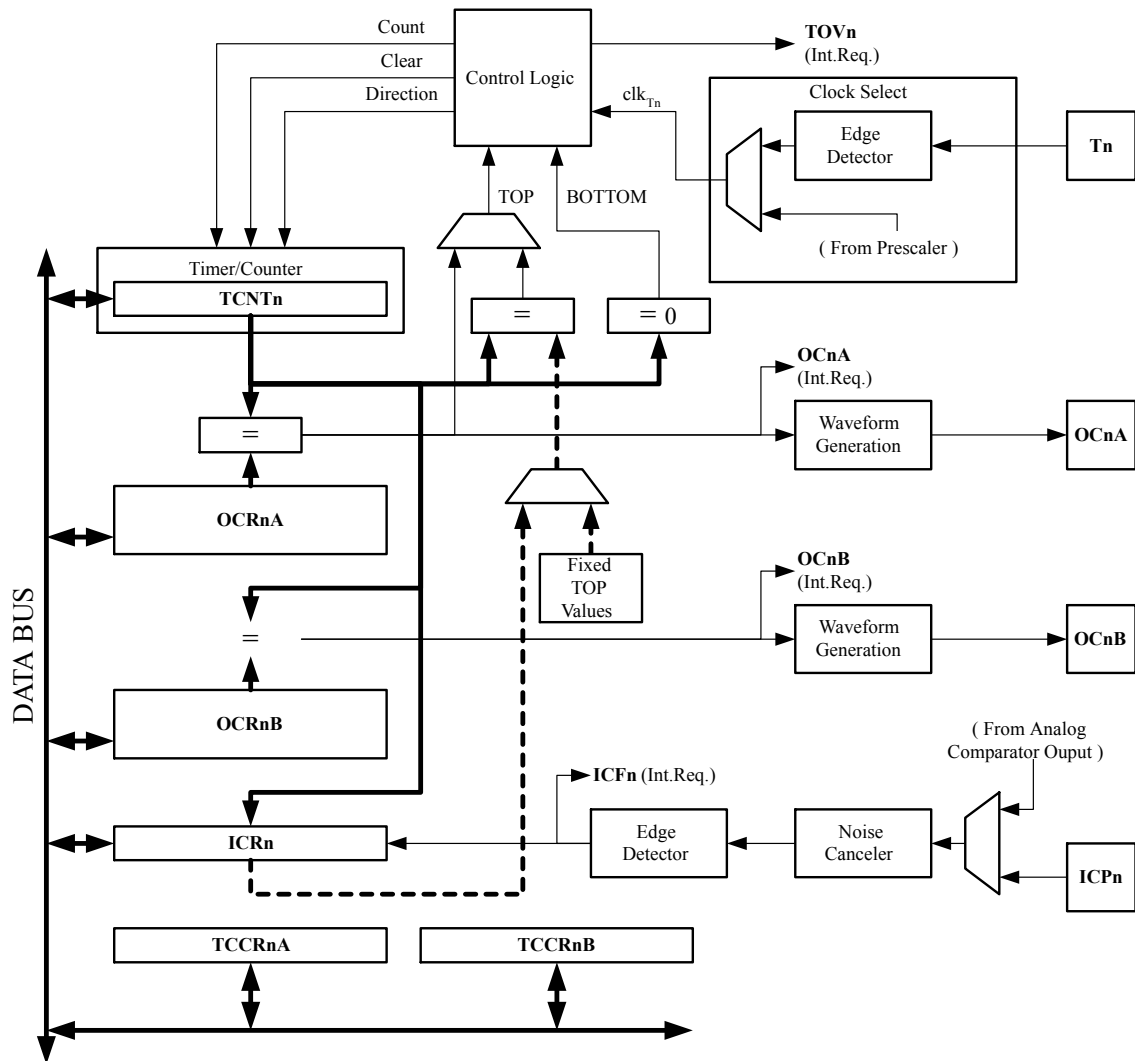 Count
TOVn
(Int.Req.)
Clear
Control Logic
Direction
clkTn
Clock Select
Edge
Detector
Tn
TOP
BOTTOM
( From Prescaler )
Timer/Counter
TCNTn
=
= 0
OCnA
(Int.Req.)
=
Waveform
Generation
OCnA
OCRnA
Fixed
TOP
Values
OCnB
(Int.Req.)
=
Waveform
Generation
OCnB
DATA BUS
OCRnB
( From Analog
Comparator Ouput )
ICFn (Int.Req.)
ICRn
Edge
Detector
Noise
Canceler
ICPn
TCCRnA
TCCRnB